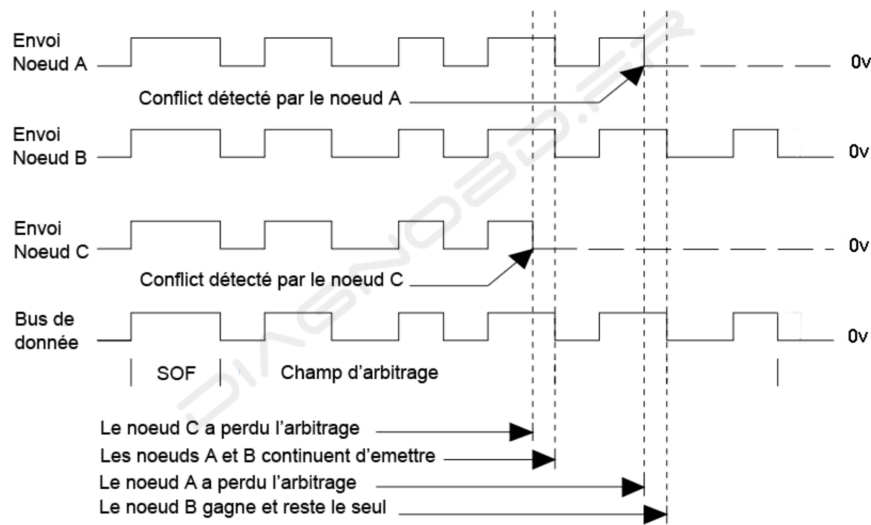 Envoi
Noeud A
0v
Conflict détecté par le noeud A
Envoi
Noeud B
0v
Envoi
Noeud C
0v
Conflict détecté par le noeud C
Bus de
donnée
0v
SOF
Champ d'arbitrage
Le noeud C a perdu l'arbitrage
Les noeuds A et B continuent d'emettre
Le noeud A a perdu l'arbitrage
Le noeud B gagne et reste le seul
DIAGNOBD.FR